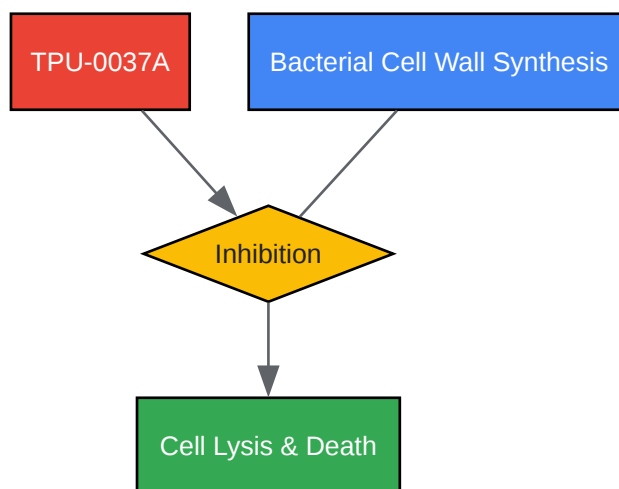 TPU-0037A
Bacterial Cell Wall Synthesis
Inhibition
Cell Lysis & Death